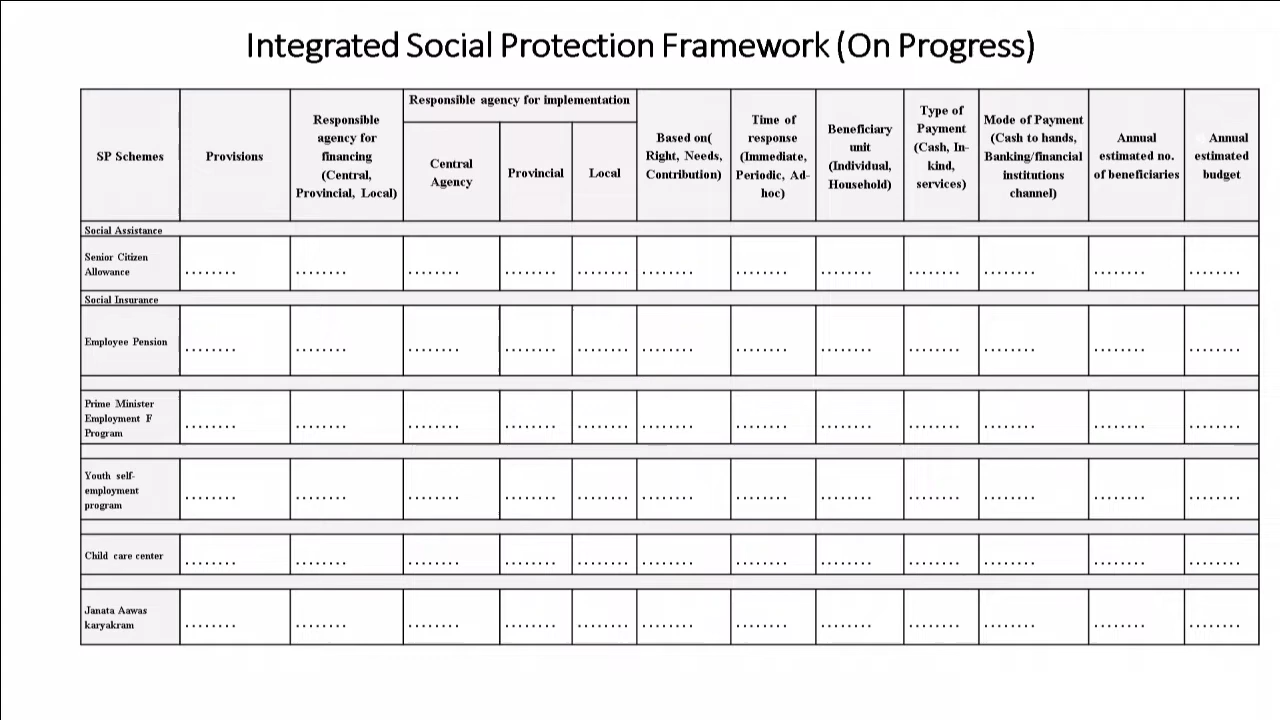 Integrated Social Protection Framework (On Progress)
SP Schemes
Provisions
Responsible
agency for
financing
(Central,
Provincial, Local)
Responsible agency for implementation
Central
Agency
Provincial
Local
Based on(
Right, Needs,
Contribution)
Time of
response
(Immediate,
Periodic, Ad-
hoc)
Beneficiary
unit
(Individual,
Household)
Type of
Payment
(Cash, In-
kind,
services)
Mode of Payment
(Cash to hands,
Banking/financial
institutions
channel)
Annual
estimated no.
of beneficiaries
Annual
estimated
budget
Social Assistance
Senior Citizen
Allowance
........ ........ ........ ........ ........ ........ ........ ........ ........ ........ ........ ........
Social Insurance
Employee Pension
........ ........ ........ ........ ........ ........ ........ ........ ........ ........ ........ ........
Prime Minister
Employment F
Program
........ ........ ........ ........ ........ ........ ........ ........ ........ ........ ........ ........
Youth self-
employment
program
........ ........ ........ ........ ........ ........ ........ ........ ........ ........ ........ ........
Child care center
........ ........ ........ ........ ........ ........ ........ ........ ........ ........ ........ ........
Janata Aawas
karyakram
........ ........ ........ ........ ........ ........ ........ ........ ........ ........ ........ ........